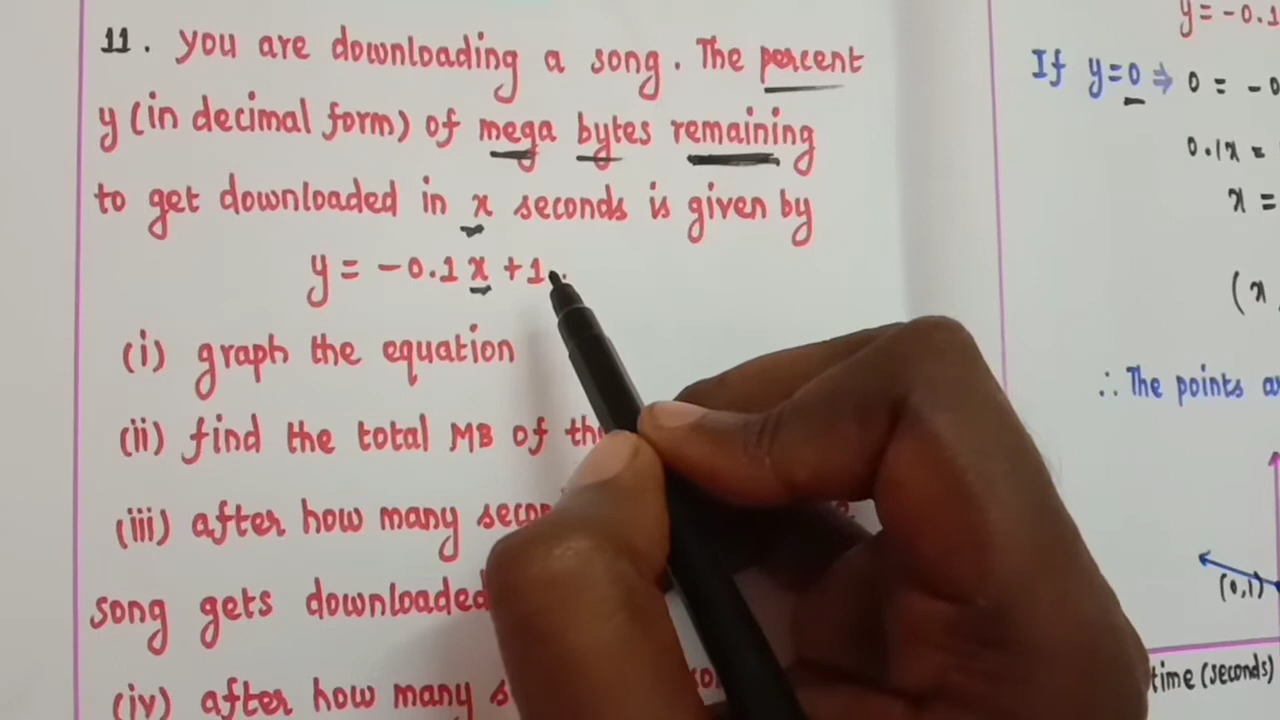 11. you are downloading a song. The percent
y (in decimal form) of mega bytes remaining
to get downloaded in x seconds is given by
y = -0.1x +1.
(i) graph the equation
(ii) find the total MB of
(iii) after how many
song gets downloaded
(iv) after how many
y = -0.1
If y=0 ⇒ 0 = -0
0.1x =
x =
(x
∴ The points
(0,1)
time (seconds)